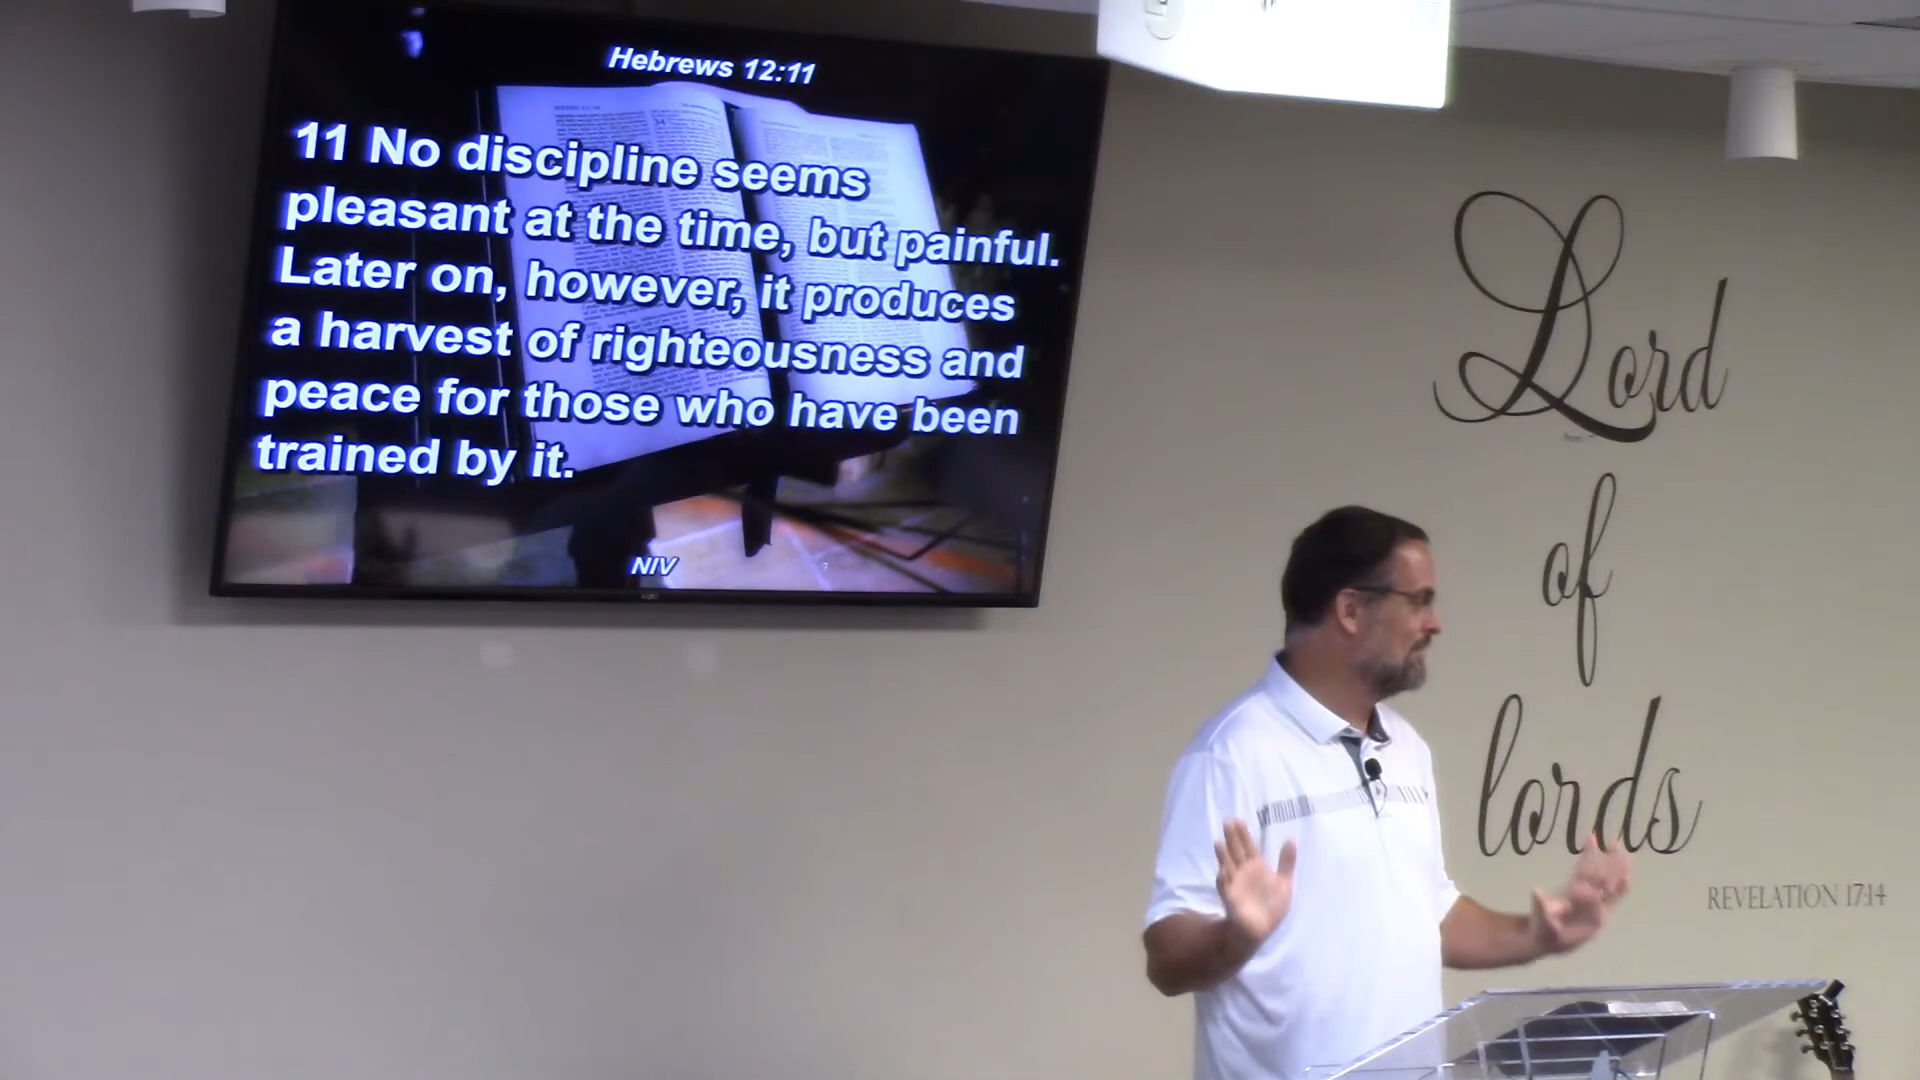 Hebrews 12:11
11 No discipline seems
pleasant at the time, but painful.
Later on, however, it produces
a harvest of righteousness and
peace for those who have been
trained by it.
NIV
Lord
of
lords
REVELATION 17:14